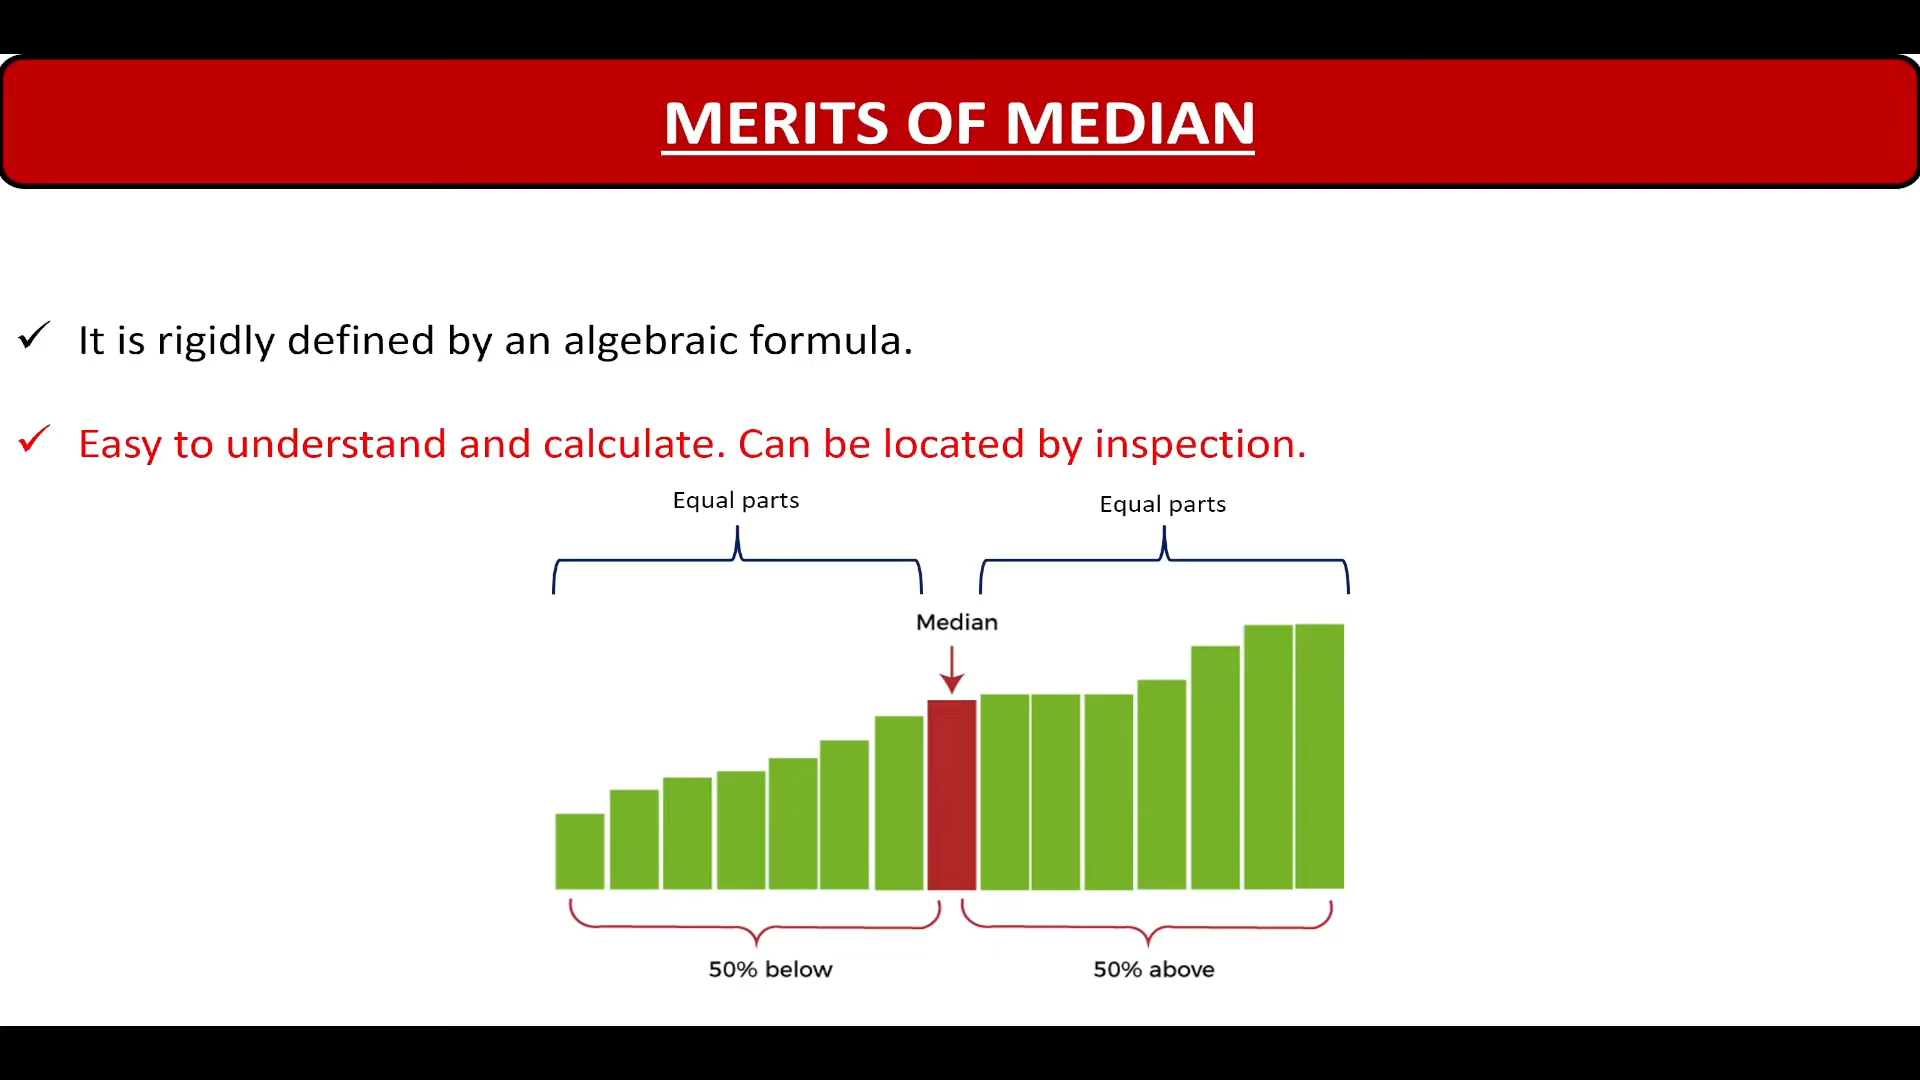 MERITS OF MEDIAN
✓ It is rigidly defined by an algebraic formula.
✓ Easy to understand and calculate. Can be located by inspection.
Equal parts
Equal parts
Median
50% below
50% above